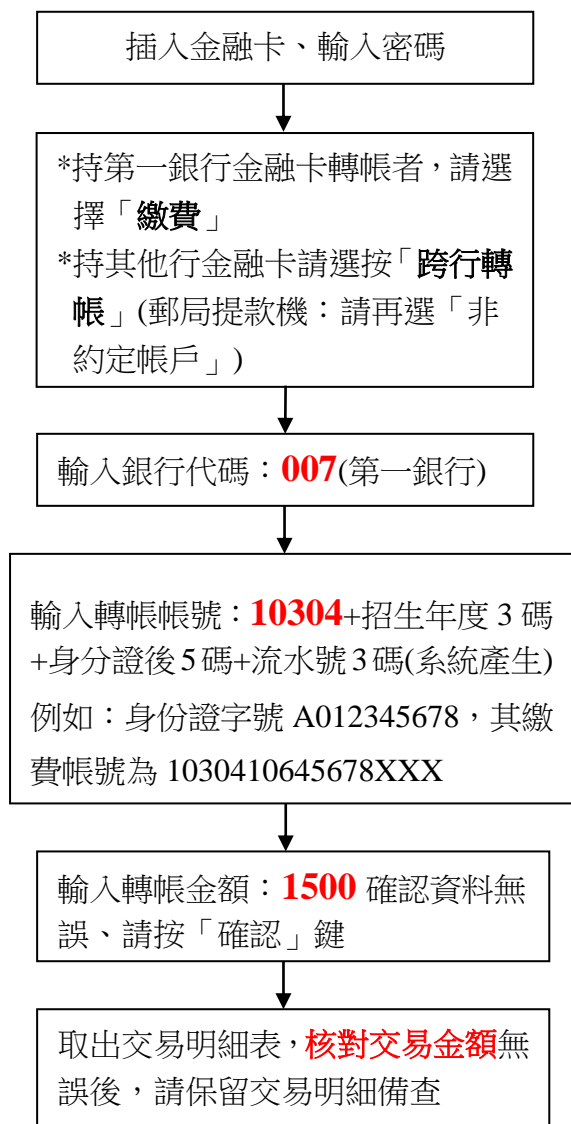 插入金融卡、輸入密碼
*持第一銀行金融卡轉帳者，請選
擇「繳費」
*持其他行金融卡請選按「跨行轉
帳」(郵局提款機：請再選「非
約定帳戶」)
輸入銀行代碼：007(第一銀行)
輸入轉帳帳號：10304+招生年度 3 碼
+身分證後 5 碼+流水號 3 碼(系統產生)
例如：身份證字號 A012345678，其繳
費帳號為 1030410645678XXX
輸入轉帳金額：1500 確認資料無
誤、請按「確認」鍵
取出交易明細表，核對交易金額無
誤後，請保留交易明細備查